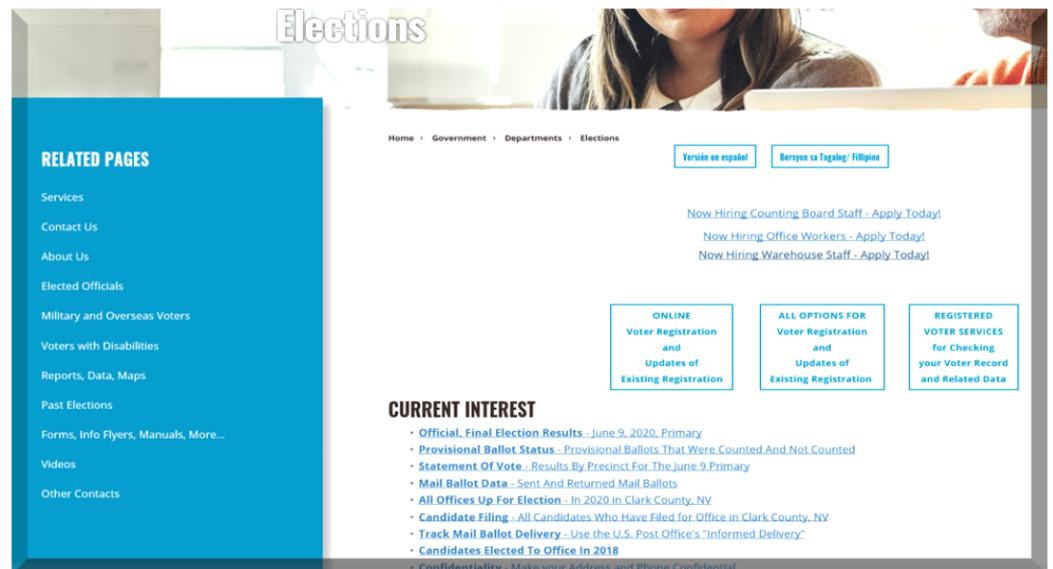 Elections
RELATED PAGES
Services
Contact Us
About Us
Elected Officials
Military and Overseas Voters
Voters with Disabilities
Reports, Data, Maps
Past Elections
Forms, Info Flyers, Manuals, More...
Videos
Other Contacts
Home › Government › Departments › Elections
Versión en español
Bersyon sa Tagalog/ Fillipino
Now Hiring Counting Board Staff - Apply Today!
Now Hiring Office Workers - Apply Today!
Now Hiring Warehouse Staff - Apply Today!
ONLINE
Voter Registration
and
Updates of
Existing Registration
ALL OPTIONS FOR
Voter Registration
and
Updates of
Existing Registration
REGISTERED
VOTER SERVICES
for Checking
your Voter Record
and Related Data
CURRENT INTEREST
• Official, Final Election Results - June 9, 2020, Primary
• Provisional Ballot Status - Provisional Ballots That Were Counted And Not Counted
• Statement Of Vote - Results By Precinct For The June 9 Primary
• Mail Ballot Data - Sent And Returned Mail Ballots
• All Offices Up For Election - In 2020 in Clark County, NV
• Candidate Filing - All Candidates Who Have Filed for Office in Clark County, NV
• Track Mail Ballot Delivery - Use the U.S. Post Office's "Informed Delivery"
• Candidates Elected To Office In 2018
• Confidentiality - Make your Address and Phone Confidential